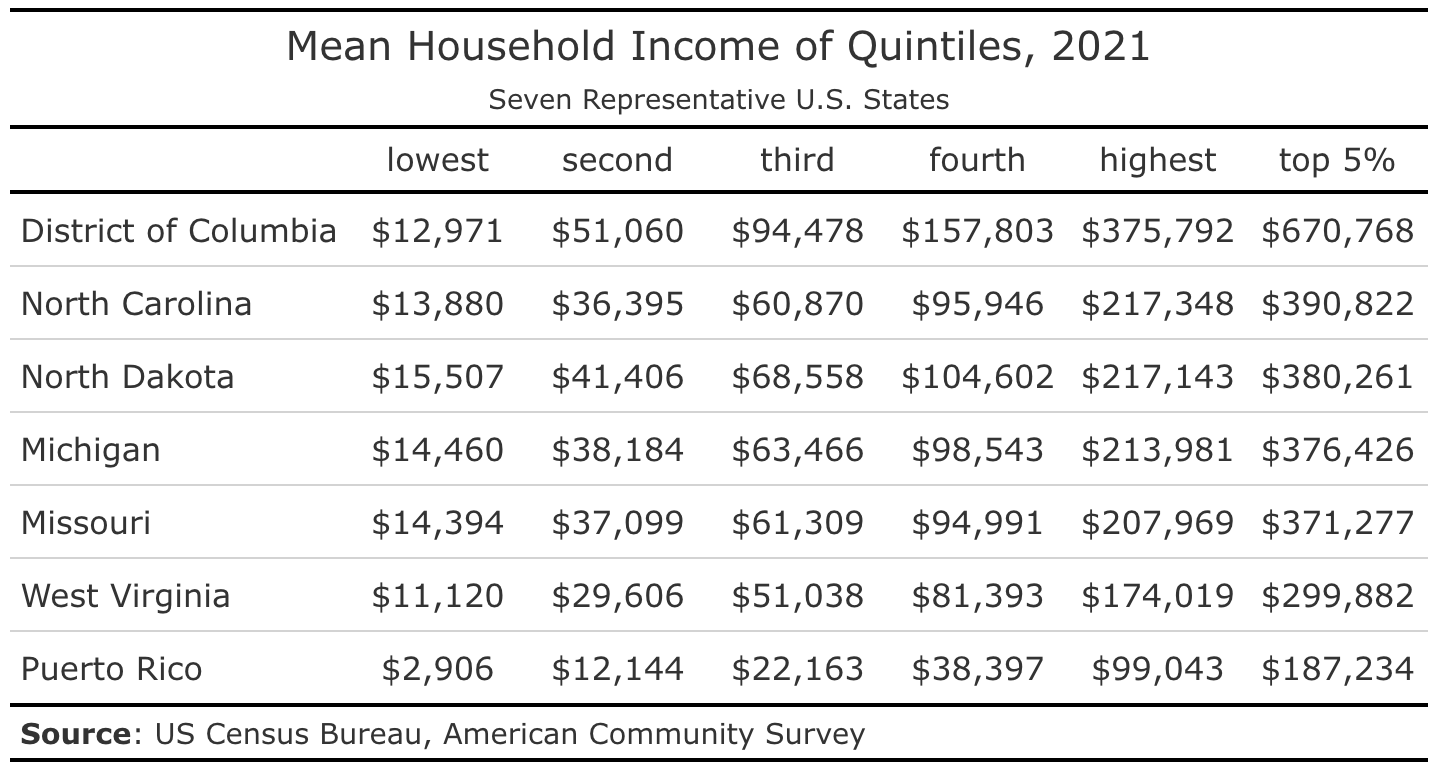 Mean Household Income of Quintiles, 2021
Seven Representative U.S. States
lowest second third fourth highest top 5%
District of Columbia $12,971 $51,060 $94,478 $157,803 $375,792 $670,768
North Carolina $13,880 $36,395 $60,870 $95,946 $217,348 $390,822
North Dakota $15,507 $41,406 $68,558 $104,602 $217,143 $380,261
Michigan $14,460 $38,184 $63,466 $98,543 $213,981 $376,426
Missouri $14,394 $37,099 $61,309 $94,991 $207,969 $371,277
West Virginia $11,120 $29,606 $51,038 $81,393 $174,019 $299,882
Puerto Rico $2,906 $12,144 $22,163 $38,397 $99,043 $187,234
Source: US Census Bureau, American Community Survey